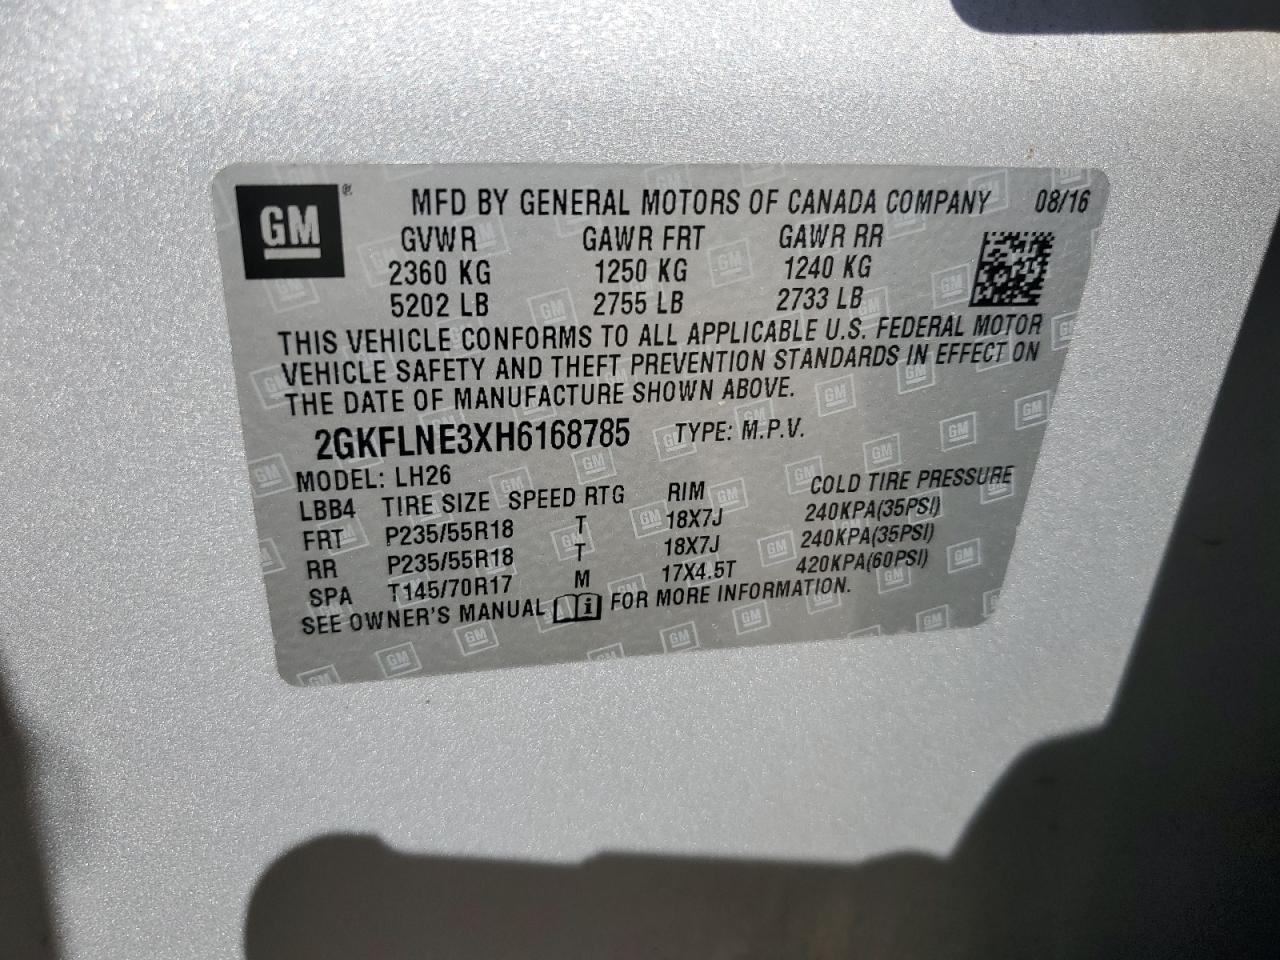 GM® MFD BY GENERAL MOTORS OF CANADA COMPANY 08/16
GVWR GAWR FRT GAWR RR
2360 KG 1250 KG 1240 KG
5202 LB 2755 LB 2733 LB
THIS VEHICLE CONFORMS TO ALL APPLICABLE U.S. FEDERAL MOTOR
VEHICLE SAFETY AND THEFT PREVENTION STANDARDS IN EFFECT ON
THE DATE OF MANUFACTURE SHOWN ABOVE.
2GKFLNE3XH6168785 TYPE: M.P.V.
MODEL: LH26
LBB4 TIRE SIZE SPEED RTG RIM COLD TIRE PRESSURE
FRT P235/55R18 T 18X7J 240KPA(35PSI)
RR P235/55R18 T 18X7J 240KPA(35PSI)
SPA T145/70R17 M 17X4.5T 420KPA(60PSI)
SEE OWNER'S MANUAL i FOR MORE INFORMATION.